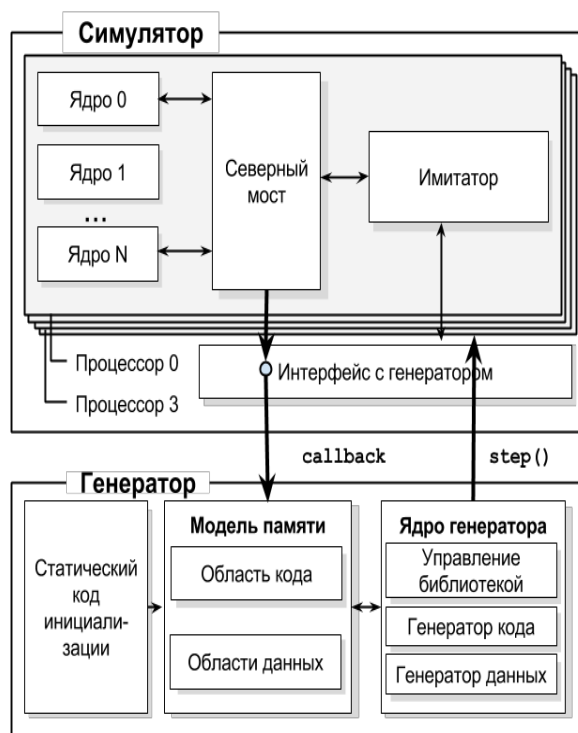 Симулятор
Ядро 0
Ядро 1
...
Ядро N
Северный
мост
Имитатор
Процессор 0
Процессор 3
Интерфейс с генератором
callback
step()
Генератор
Статический
код
инициали-
зации
Модель памяти
Область кода
Области данных
Ядро генератора
Управление
библиотекой
Генератор кода
Генератор данных